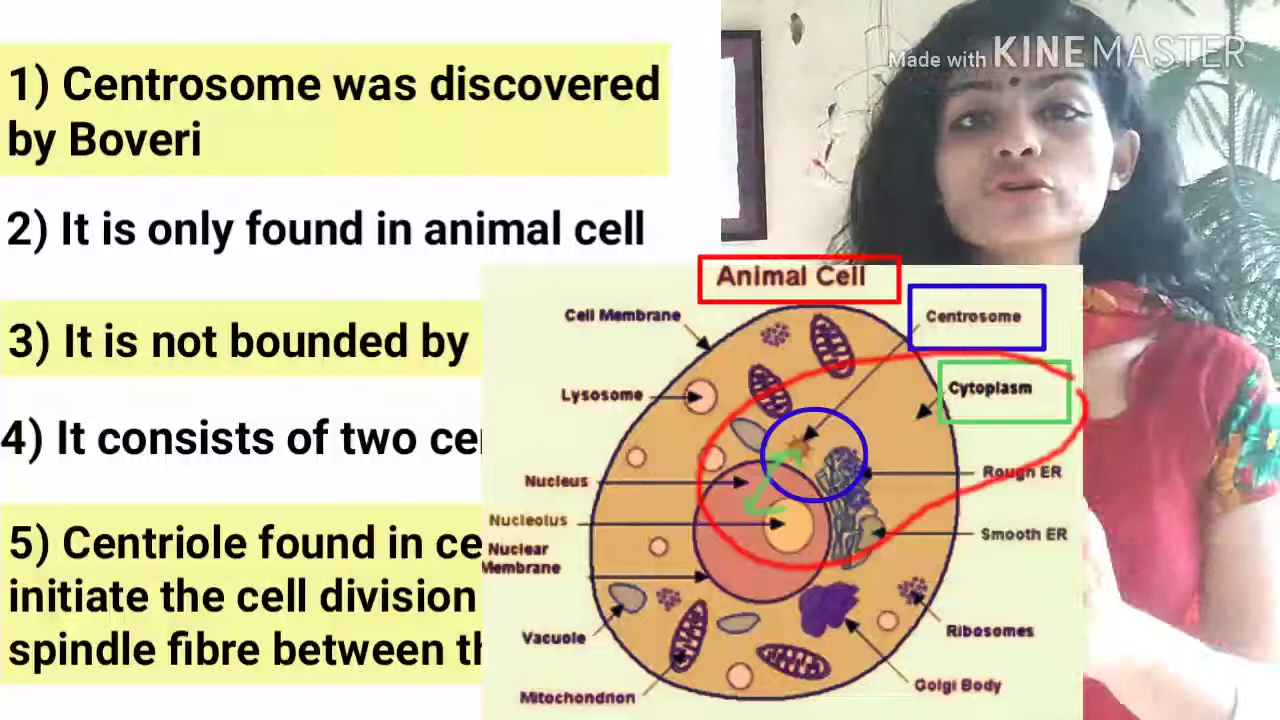 Made with KINEMASTER
1) Centrosome was discovered
by Boveri
2) It is only found in animal cell
3) It is not bounded by
4) It consists of two
5) Centriole found in
initiate the cell division
spindle fibre between
Animal Cell
Cell Membrane
Centrosome
Cytoplasm
Lysosome
Rough ER
Nucleus
Nucleolus
Smooth ER
Nuclear
Membrane
Vacuole
Ribosomes
Golgi Body
Mitochondrion